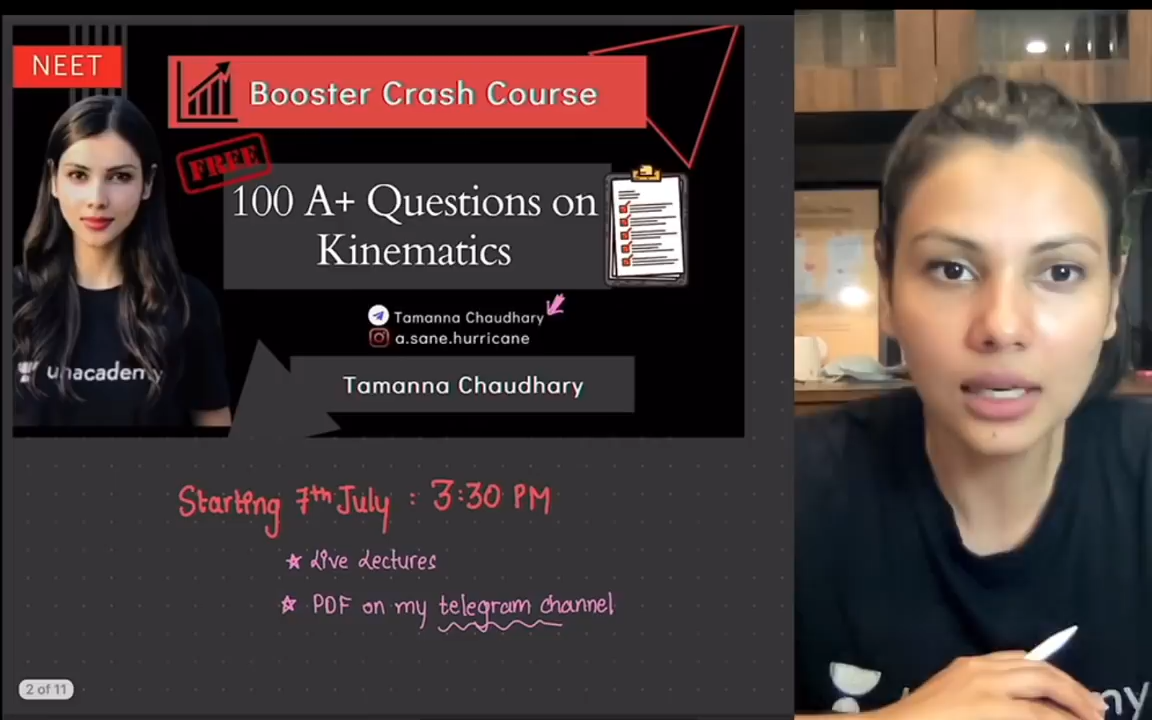 NEET
Booster Crash Course
FREE
100 A+ Questions on
Kinematics
Tamanna Chaudhary
a.sane.hurricane
unacademy
Tamanna Chaudhary
Starting 7th July : 3:30 PM
Live Lectures
PDF on my telegram channel
2 of 11